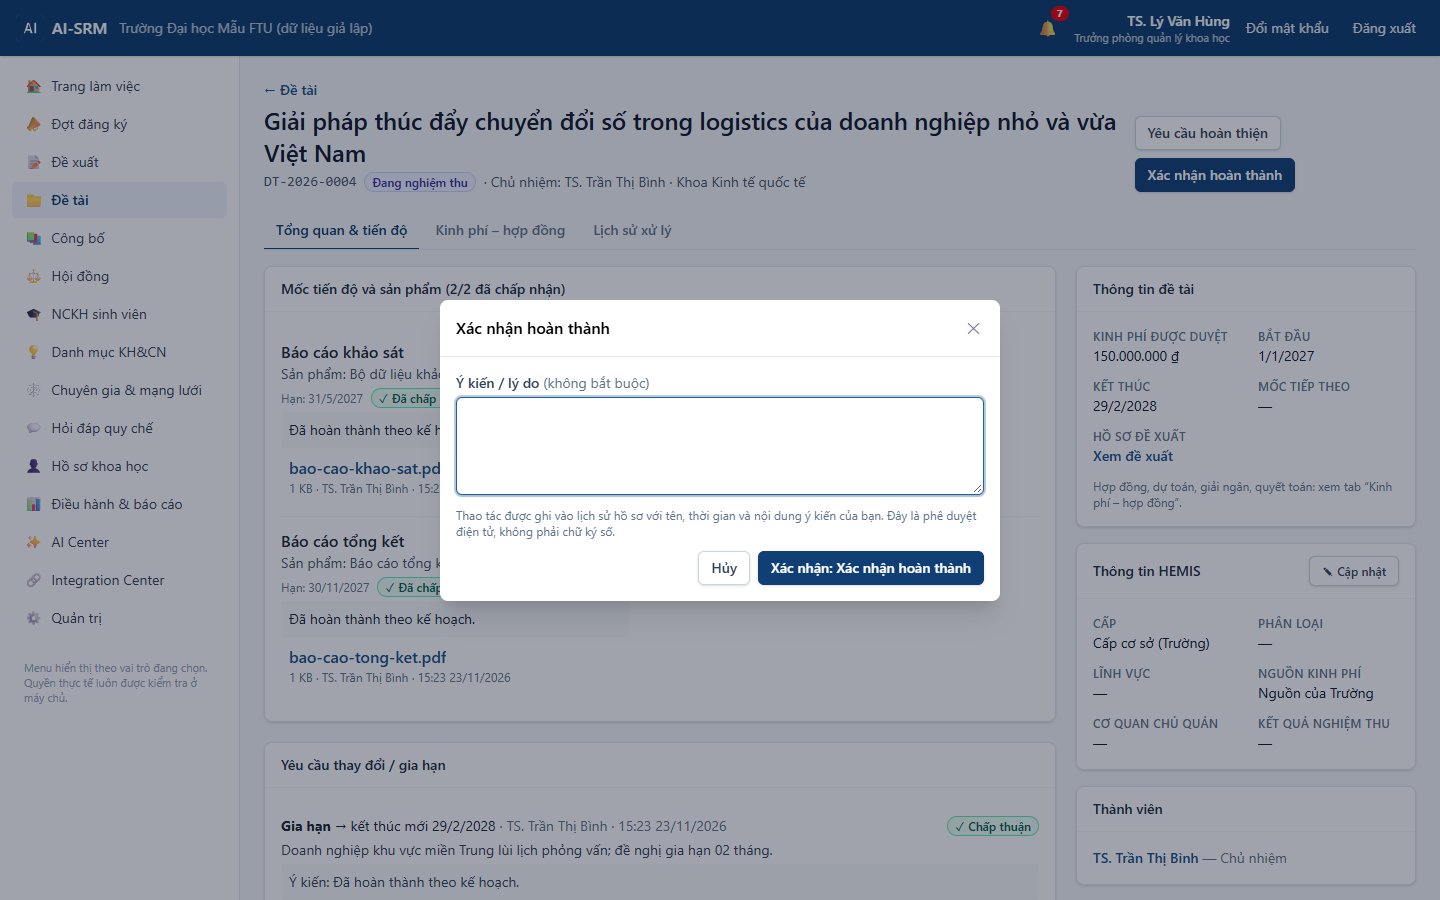 AI AI-SRM Trường Đại học Mẫu FTU (dữ liệu giả lập)
7
TS. Lý Văn Hùng
Trưởng phòng quản lý khoa học
Đổi mật khẩu
Đăng xuất
Trang làm việc
Đợt đăng ký
Đề xuất
Đề tài
Công bố
Hội đồng
NCKH sinh viên
Danh mục KH&CN
Chuyên gia & mạng lưới
Hỏi đáp quy chế
Hồ sơ khoa học
Điều hành & báo cáo
AI Center
Integration Center
Quản trị
Menu hiển thị theo vai trò đang chọn.
Quyền thực tế luôn được kiểm tra ở
máy chủ.
← Đề tài
Giải pháp thúc đẩy chuyển đổi số trong logistics của doanh nghiệp nhỏ và vừa
Việt Nam
DT-2026-0004 Đang nghiệm thu · Chủ nhiệm: TS. Trần Thị Bình · Khoa Kinh tế quốc tế
Yêu cầu hoàn thiện
Xác nhận hoàn thành
Tổng quan & tiến độ
Kinh phí – hợp đồng
Lịch sử xử lý
Mốc tiến độ và sản phẩm (2/2 đã chấp nhận)
Báo cáo khảo sát
Sản phẩm: Bộ dữ liệu khả
Hạn: 31/5/2027 ✓ Đã chấp
Đã hoàn thành theo kế h
bao-cao-khao-sat.pd
1 KB · TS. Trần Thị Bình · 15:2
Báo cáo tổng kết
Sản phẩm: Báo cáo tổng k
Hạn: 30/11/2027 ✓ Đã chấp
Đã hoàn thành theo kế hoạch.
bao-cao-tong-ket.pdf
1 KB · TS. Trần Thị Bình · 15:23 23/11/2026
Xác nhận hoàn thành
Ý kiến / lý do (không bắt buộc)
Thao tác được ghi vào lịch sử hồ sơ với tên, thời gian và nội dung ý kiến của bạn. Đây là phê duyệt
điện tử, không phải chữ ký số.
Hủy
Xác nhận: Xác nhận hoàn thành
Yêu cầu thay đổi / gia hạn
Gia hạn → kết thúc mới 29/2/2028 · TS. Trần Thị Bình · 15:23 23/11/2026
✓ Chấp thuận
Doanh nghiệp khu vực miền Trung lùi lịch phỏng vấn; đề nghị gia hạn 02 tháng.
Ý kiến: Đã hoàn thành theo kế hoạch.
Thông tin đề tài
KINH PHÍ ĐƯỢC DUYỆT
150.000.000 ₫
BẮT ĐẦU
1/1/2027
KẾT THÚC
29/2/2028
MỐC TIẾP THEO
—
HỒ SƠ ĐỀ XUẤT
Xem đề xuất
Hợp đồng, dự toán, giải ngân, quyết toán: xem tab “Kinh
phí – hợp đồng”.
Thông tin HEMIS
Cập nhật
CẤP
Cấp cơ sở (Trường)
PHÂN LOẠI
—
LĨNH VỰC
—
NGUỒN KINH PHÍ
Nguồn của Trường
CƠ QUAN CHỦ QUẢN
—
KẾT QUẢ NGHIỆM THU
—
Thành viên
TS. Trần Thị Bình — Chủ nhiệm